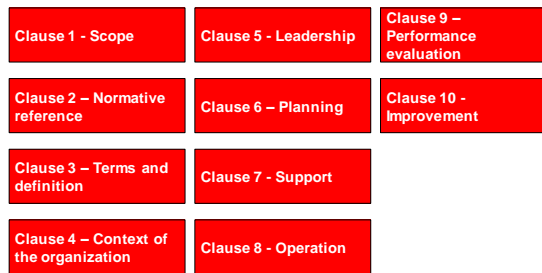 Clause 1 - Scope
Clause 2 – Normative
reference
Clause 3 – Terms and
definition
Clause 4 – Context of
the organization
Clause 5 - Leadership
Clause 6 – Planning
Clause 7 - Support
Clause 8 - Operation
Clause 9 –
Performance
evaluation
Clause 10 -
Improvement